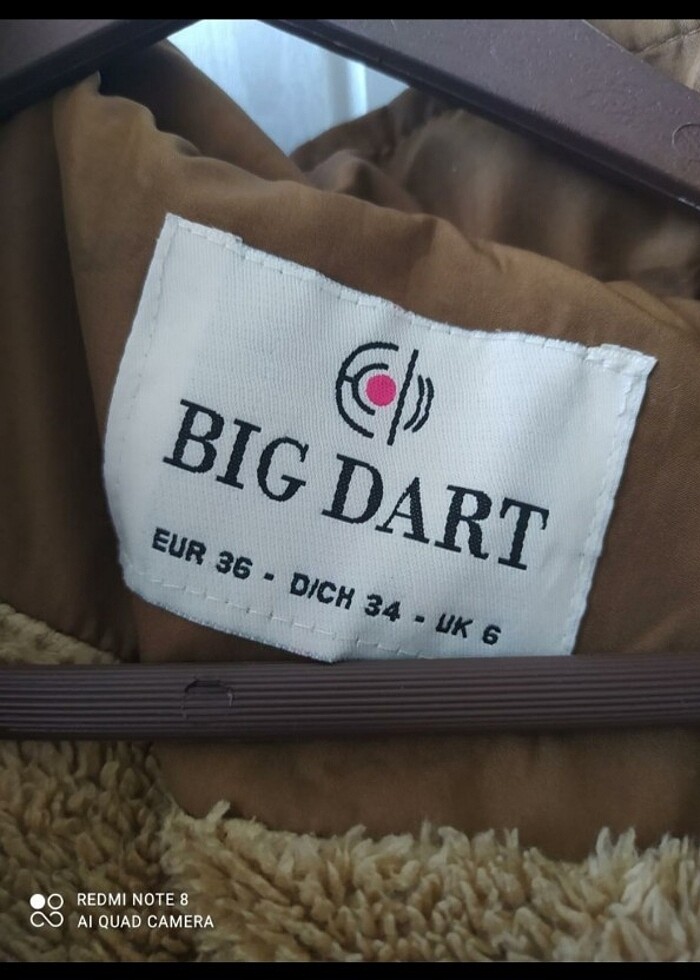 BIG DART
EUR 36 - D/CH 34 - UK 6
REDMI NOTE 8
AI QUAD CAMERA